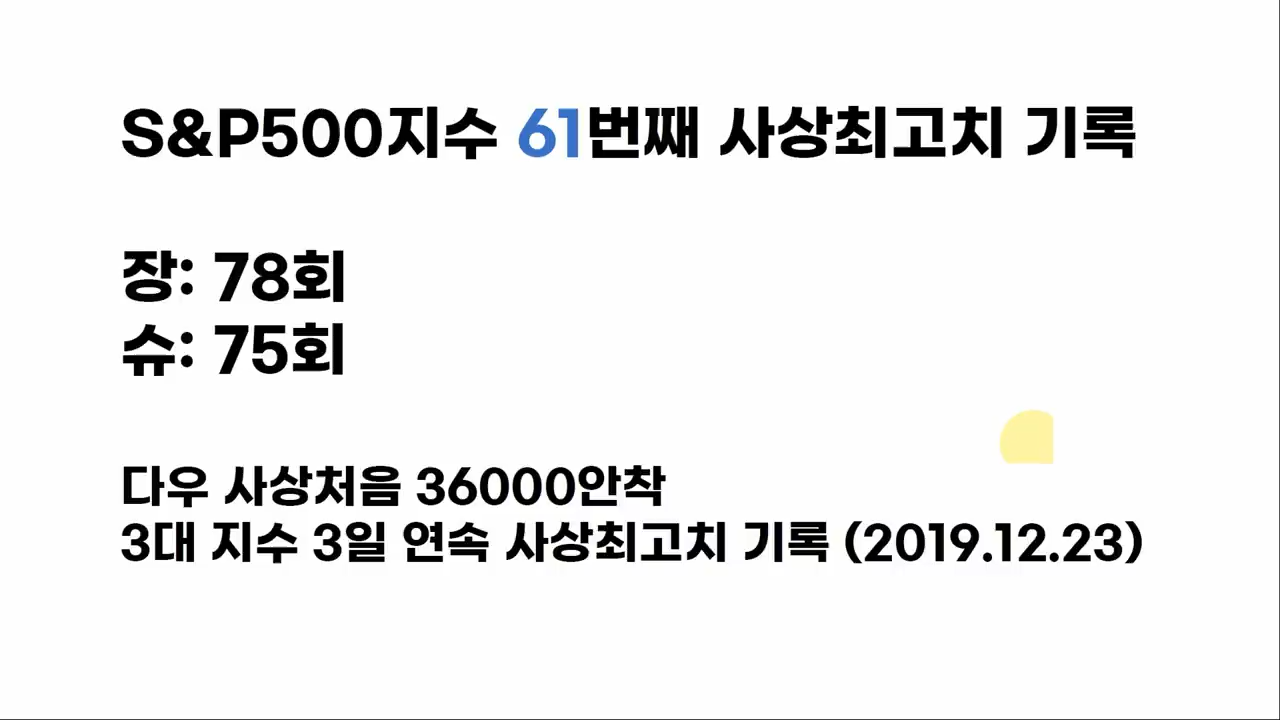 S&P500지수 61번째 사상최고치 기록
장: 78회
슈: 75회
다우 사상처음 36000안착
3대 지수 3일 연속 사상최고치 기록 (2019.12.23)